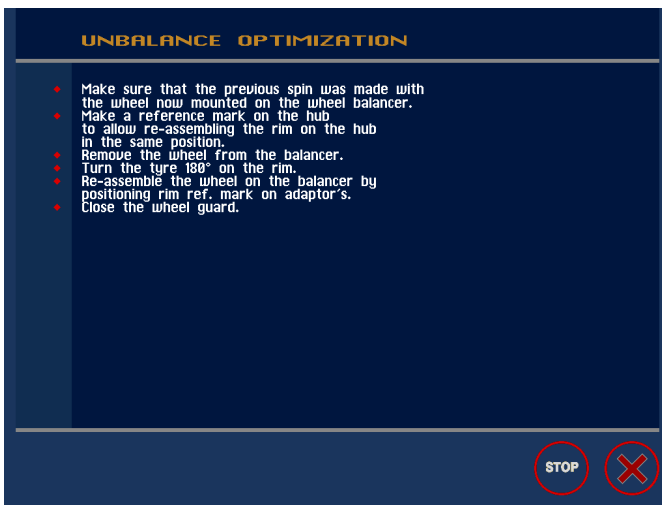 UNBALANCE OPTIMIZATION
Make sure that the previous spin was made with
the wheel now mounted on the wheel balancer.
Make a reference mark on the hub
to allow re-assembling the rim on the hub
in the same position.
Remove the wheel from the balancer.
Turn the tyre 180° on the rim.
Re-assemble the wheel on the balancer by
positioning rim ref. mark on adaptor's.
Close the wheel guard.
STOP